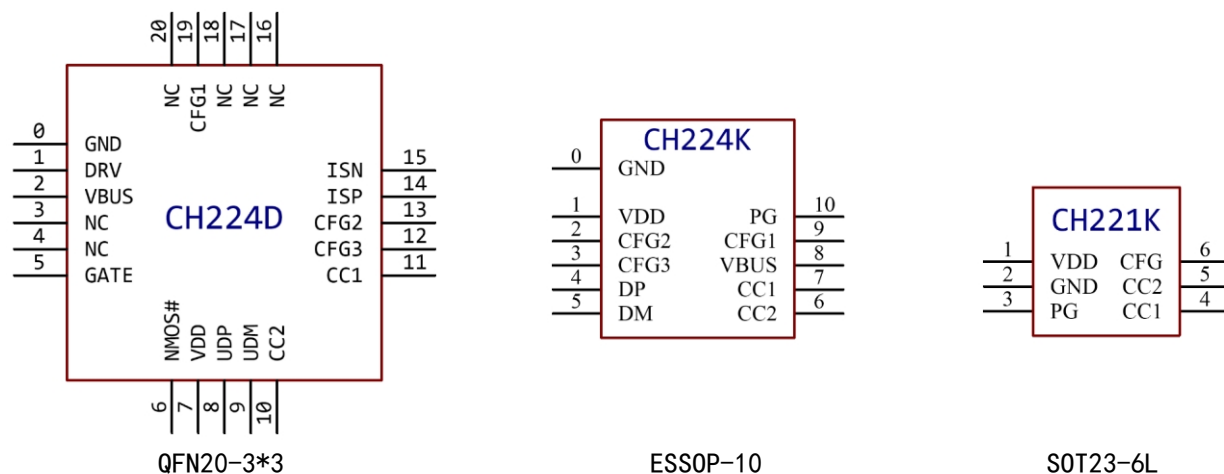 20 19 18 17 16
NC CFG1 NC NC NC
0 GND
1 DRV
2 VBUS
3 NC
4 NC
5 GATE
CH224D
ISN 15
ISP 14
CFG2 13
CFG3 12
CC1 11
NMOS# VDD UDP UDM CC2
6 7 8 9 10
QFN20-3*3
CH224K
0 GND
1 VDD PG 10
2 CFG2 CFG1 9
3 CFG3 VBUS 8
4 DP CC1 7
5 DM CC2 6
ESSOP-10
CH221K
1 VDD CFG 6
2 GND CC2 5
3 PG CC1 4
SOT23-6L